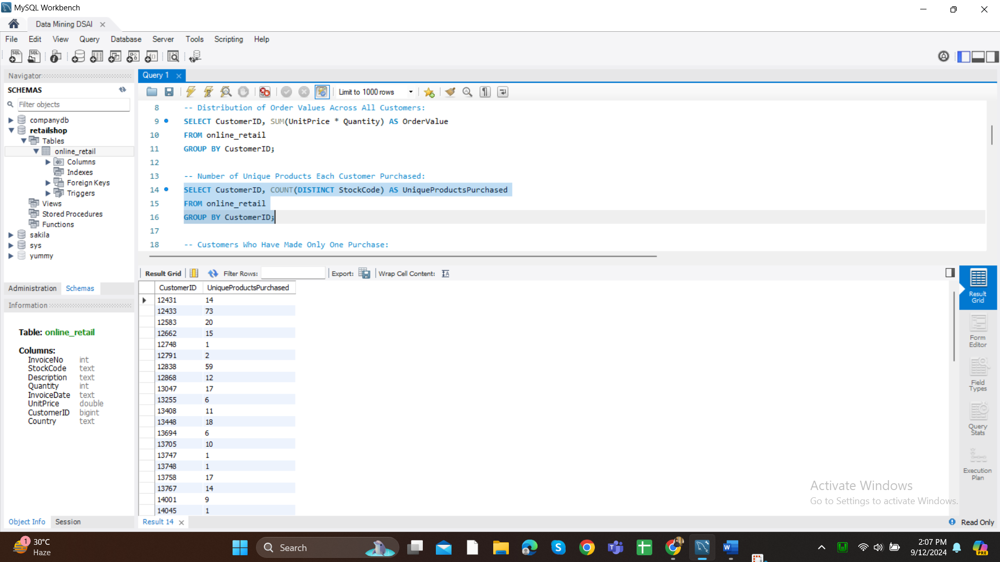 MySQL Workbench
Data Mining DSAI
File Edit View Query Database Server Tools Scripting Help
Navigator
SCHEMAS
Filter objects
companydb
retailshop
Tables
online_retail
Columns
Indexes
Foreign Keys
Triggers
Views
Stored Procedures
Functions
sakila
sys
yummy
Administration Schemas
Information
Table: online_retail
Columns:
InvoiceNo int
StockCode text
Description text
Quantity int
InvoiceDate text
UnitPrice double
CustomerID bigint
Country text
Object Info Session
Query 1
Limit to 1000 rows
8 -- Distribution of Order Values Across All Customers:
9 SELECT CustomerID, SUM(UnitPrice * Quantity) AS OrderValue
10 FROM online_retail
11 GROUP BY CustomerID;
12
13 -- Number of Unique Products Each Customer Purchased:
14 SELECT CustomerID, COUNT(DISTINCT StockCode) AS UniqueProductsPurchased
15 FROM online_retail
16 GROUP BY CustomerID;
17
18 -- Customers Who Have Made Only One Purchase:
Result Grid Filter Rows: Export: Wrap Cell Content:
CustomerID UniqueProductsPurchased
12431 14
12433 73
12583 20
12662 15
12748 1
12791 2
12838 59
12868 12
13047 17
13255 6
13408 11
13448 18
13694 6
13705 10
13747 1
13748 1
13758 17
13767 14
14001 9
14045 1
Result 14
Result
Grid
Form
Editor
Field
Types
Query
Stats
Execution
Plan
Activate Windows
Go to Settings to activate Windows.
Read Only
1
30°C
Haze
Search
2:07 PM
9/12/2024
PRE